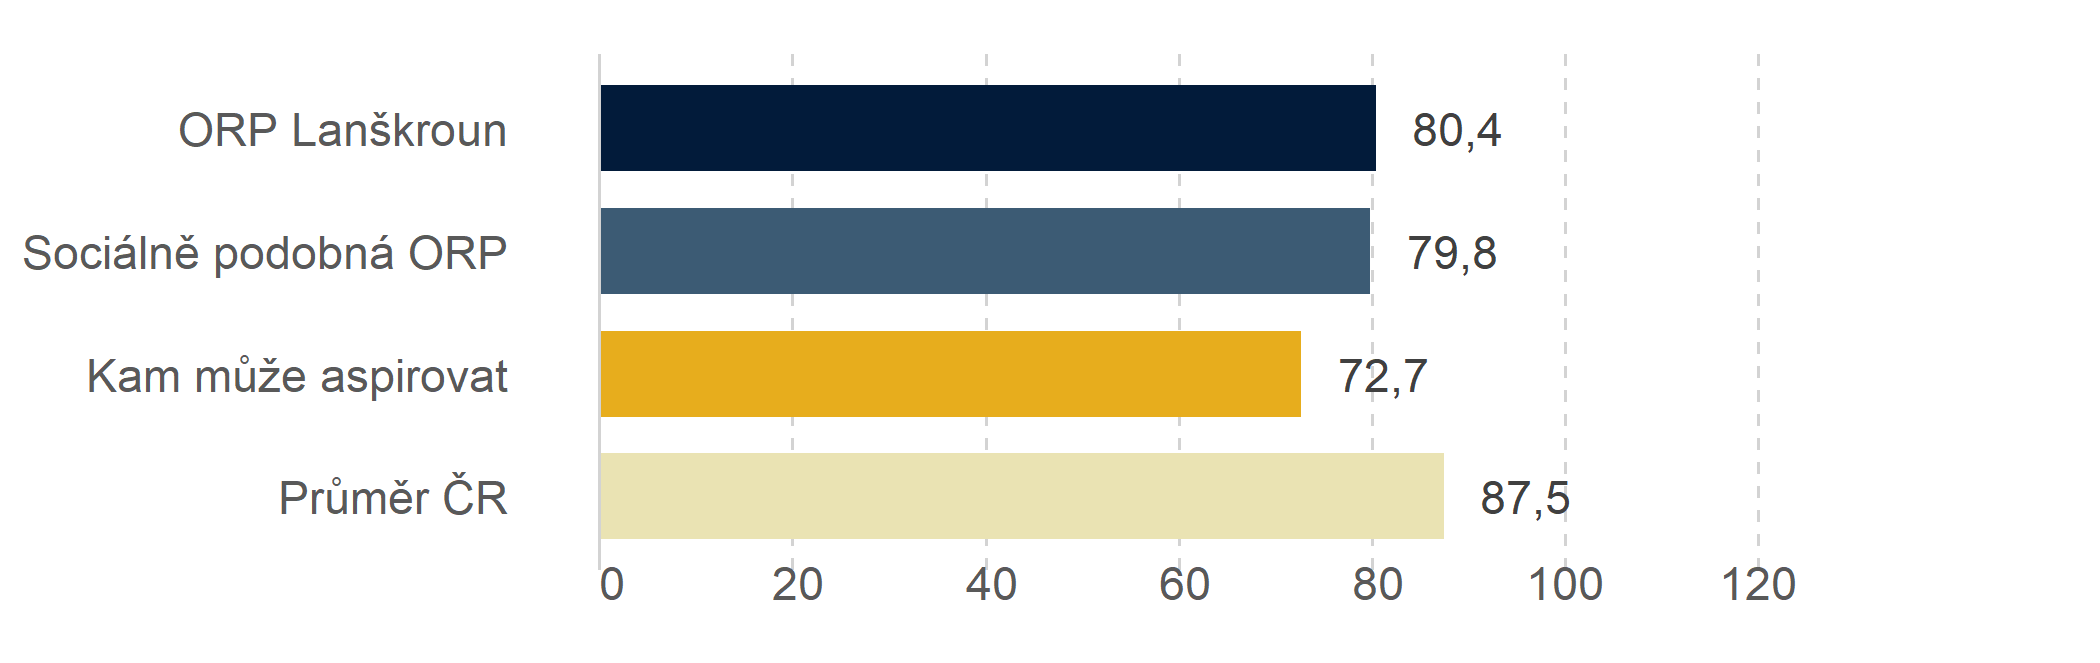 ORP Lanškroun 80,4
Sociálně podobná ORP 79,8
Kam může aspirovat 72,7
Průměr ČR 87,5
0 20 40 60 80 100 120